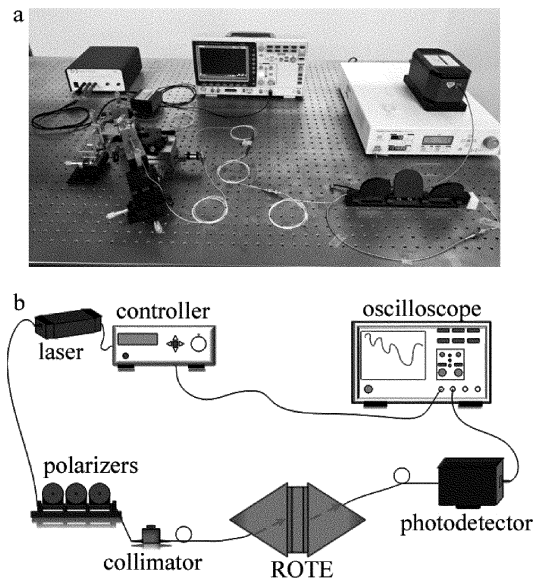 a
b
controller
oscilloscope
laser
polarizers
photodetector
collimator
ROTE